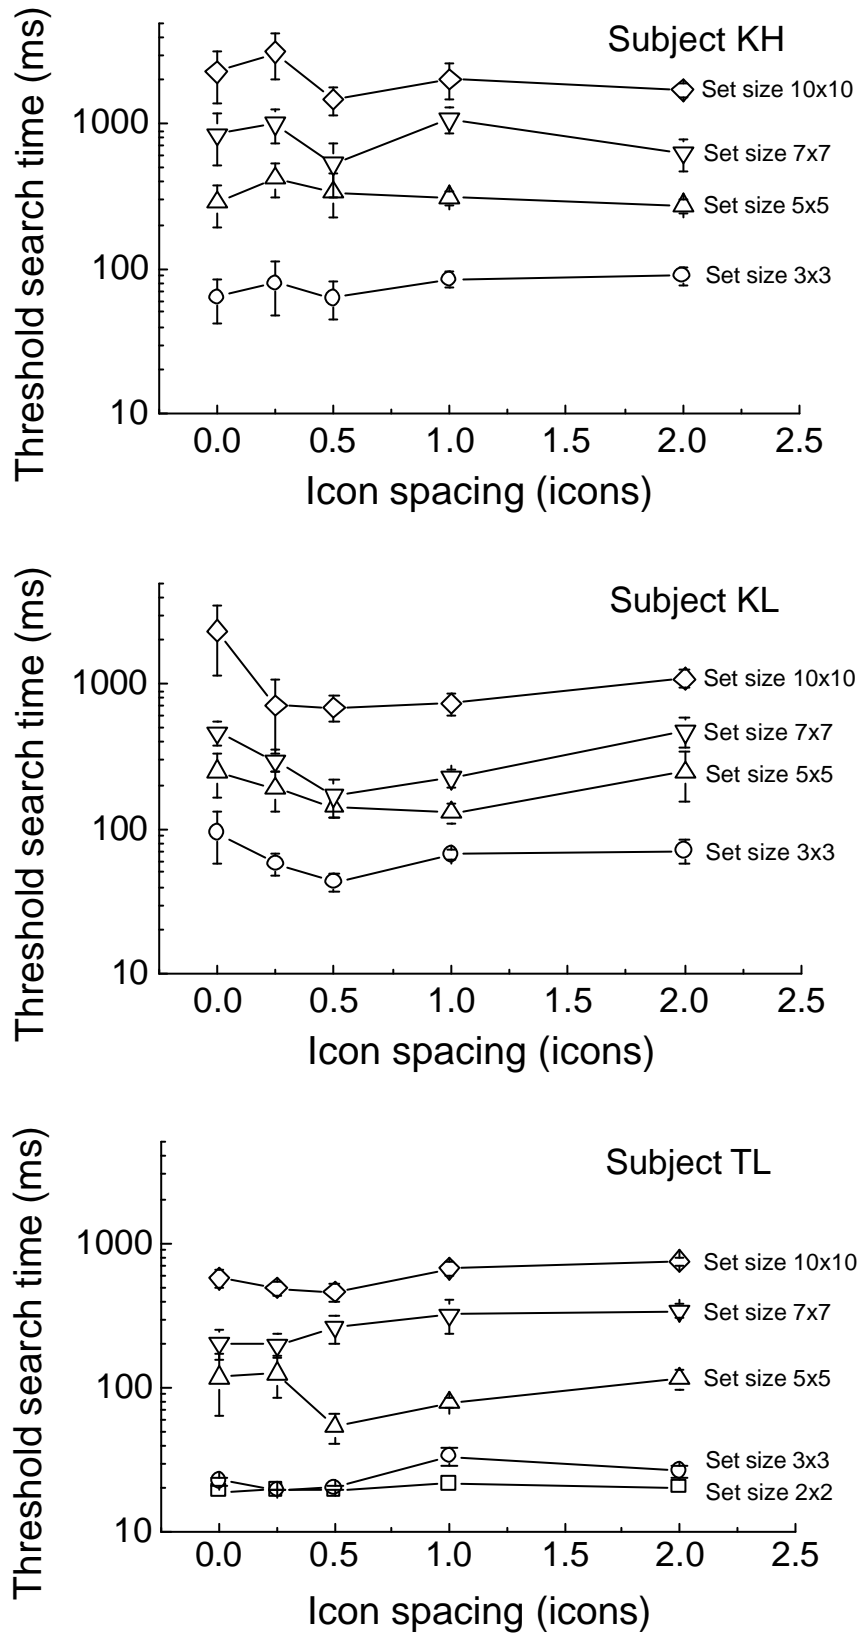 Subject KH
Threshold search time (ms)
1000
100
10
Set size 10x10
Set size 7x7
Set size 5x5
Set size 3x3
0.0 0.5 1.0 1.5 2.0 2.5
Icon spacing (icons)
Subject KL
Threshold search time (ms)
1000
100
10
Set size 10x10
Set size 7x7
Set size 5x5
Set size 3x3
0.0 0.5 1.0 1.5 2.0 2.5
Icon spacing (icons)
Subject TL
Threshold search time (ms)
1000
100
10
Set size 10x10
Set size 7x7
Set size 5x5
Set size 3x3
Set size 2x2
0.0 0.5 1.0 1.5 2.0 2.5
Icon spacing (icons)